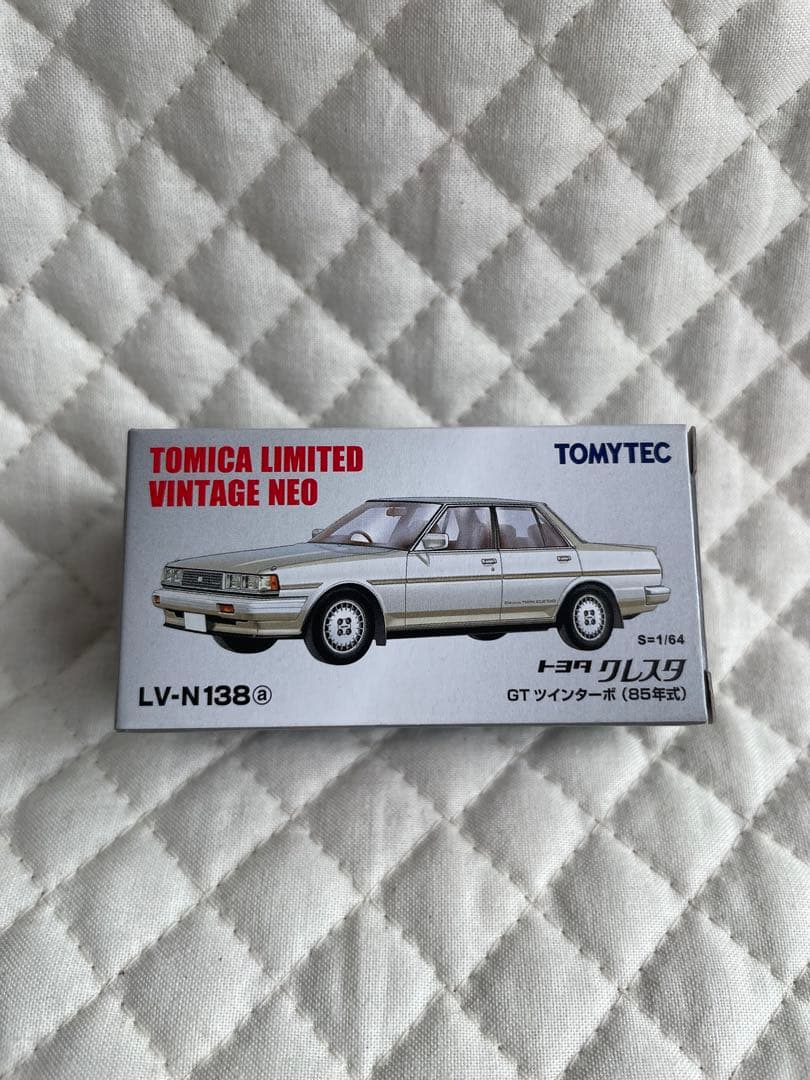 TOMICA LIMITED
VINTAGE NEO
TOMYTEC
S=1/64
トヨタ クレスタ
GT ツインターボ (85年式)
LV-N138ⓐ